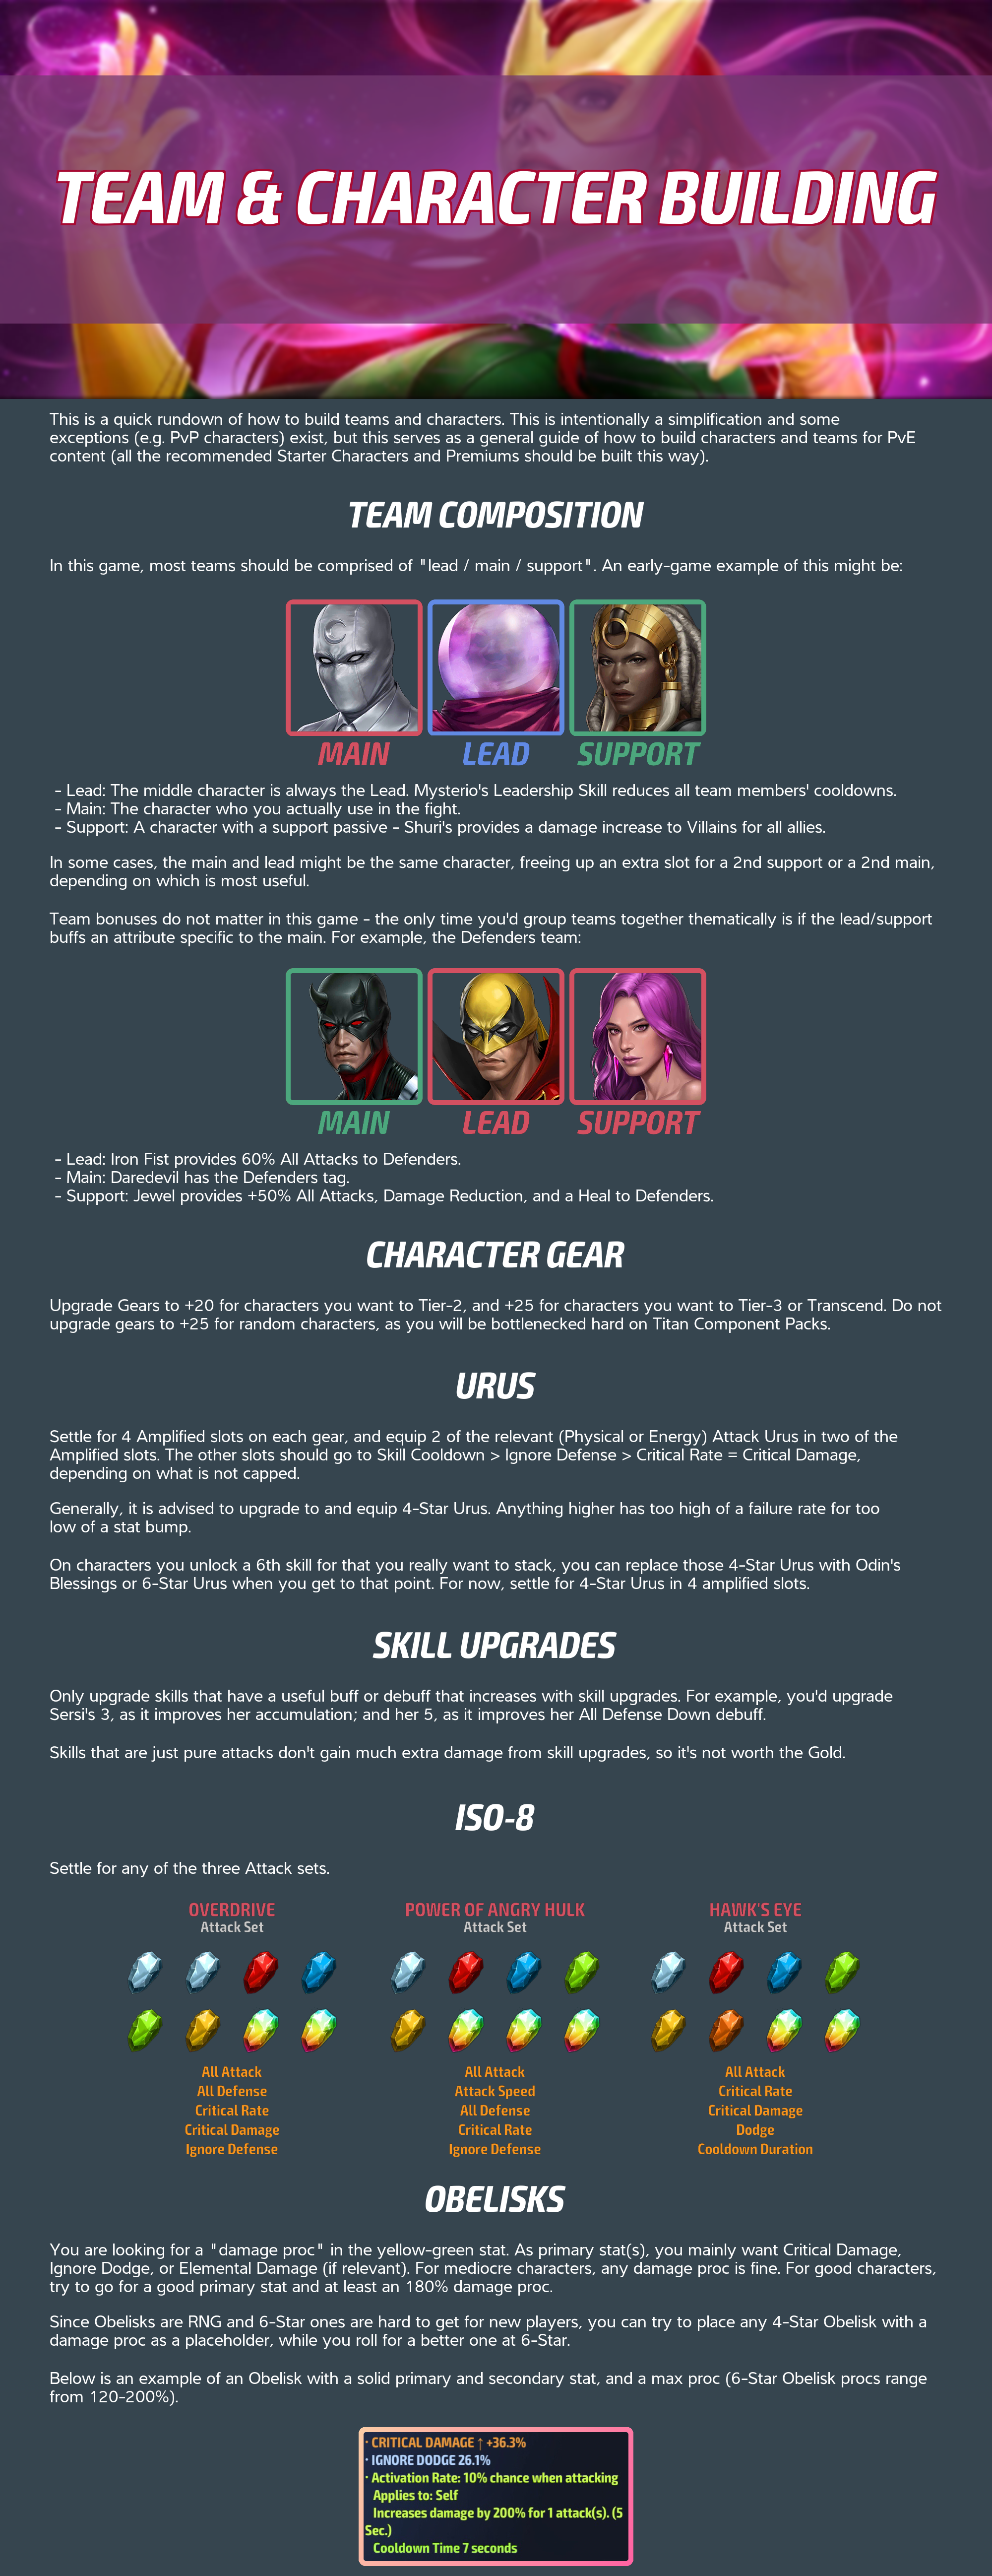 TEAM & CHARACTER BUILDING
This is a quick rundown of how to build teams and characters. This is intentionally a simplification and some
exceptions (e.g. PvP characters) exist, but this serves as a general guide of how to build characters and teams for PvE
content (all the recommended Starter Characters and Premiums should be built this way).
TEAM COMPOSITION
In this game, most teams should be comprised of "lead / main / support". An early-game example of this might be:
MAIN LEAD SUPPORT
- Lead: The middle character is always the Lead. Mysterio's Leadership Skill reduces all team members' cooldowns.
- Main: The character who you actually use in the fight.
- Support: A character with a support passive - Shuri's provides a damage increase to Villains for all allies.
In some cases, the main and lead might be the same character, freeing up an extra slot for a 2nd support or a 2nd main,
depending on which is most useful.
Team bonuses do not matter in this game - the only time you'd group teams together thematically is if the lead/support
buffs an attribute specific to the main. For example, the Defenders team:
MAIN LEAD SUPPORT
- Lead: Iron Fist provides 60% All Attacks to Defenders.
- Main: Daredevil has the Defenders tag.
- Support: Jewel provides +50% All Attacks, Damage Reduction, and a Heal to Defenders.
CHARACTER GEAR
Upgrade Gears to +20 for characters you want to Tier-2, and +25 for characters you want to Tier-3 or Transcend. Do not
upgrade gears to +25 for random characters, as you will be bottlenecked hard on Titan Component Packs.
URUS
Settle for 4 Amplified slots on each gear, and equip 2 of the relevant (Physical or Energy) Attack Urus in two of the
Amplified slots. The other slots should go to Skill Cooldown > Ignore Defense > Critical Rate = Critical Damage,
depending on what is not capped.
Generally, it is advised to upgrade to and equip 4-Star Urus. Anything higher has too high of a failure rate for too
low of a stat bump.
On characters you unlock a 6th skill for that you really want to stack, you can replace those 4-Star Urus with Odin's
Blessings or 6-Star Urus when you get to that point. For now, settle for 4-Star Urus in 4 amplified slots.
SKILL UPGRADES
Only upgrade skills that have a useful buff or debuff that increases with skill upgrades. For example, you'd upgrade
Sersi's 3, as it improves her accumulation; and her 5, as it improves her All Defense Down debuff.
Skills that are just pure attacks don't gain much extra damage from skill upgrades, so it's not worth the Gold.
ISO-8
Settle for any of the three Attack sets.
OVERDRIVE POWER OF ANGRY HULK HAWK'S EYE
Attack Set Attack Set Attack Set
All Attack All Attack All Attack
All Defense Attack Speed Critical Rate
Critical Rate All Defense Critical Damage
Critical Damage Critical Rate Dodge
Ignore Defense Ignore Defense Cooldown Duration
OBELISKS
You are looking for a "damage proc" in the yellow-green stat. As primary stat(s), you mainly want Critical Damage,
Ignore Dodge, or Elemental Damage (if relevant). For mediocre characters, any damage proc is fine. For good characters,
try to go for a good primary stat and at least an 180% damage proc.
Since Obelisks are RNG and 6-Star ones are hard to get for new players, you can try to place any 4-Star Obelisk with a
damage proc as a placeholder, while you roll for a better one at 6-Star.
Below is an example of an Obelisk with a solid primary and secondary stat, and a max proc (6-Star Obelisk procs range
from 120-200%).
· CRITICAL DAMAGE ↑ +36.3%
· IGNORE DODGE 26.1%
· Activation Rate: 10% chance when attacking
Applies to: Self
Increases damage by 200% for 1 attack(s). (5
Sec.)
Cooldown Time 7 seconds